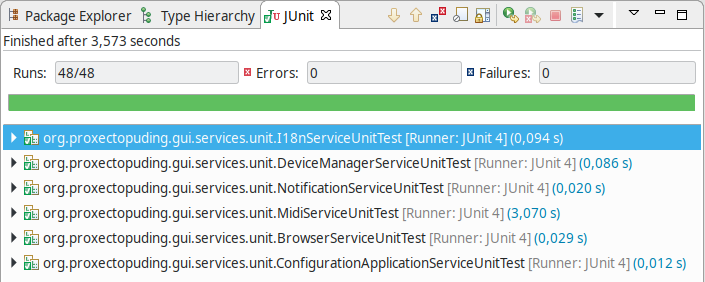 Package Explorer Type Hierarchy JUnit
Finished after 3,573 seconds
Runs: 48/48 Errors: 0 Failures: 0
org.proxectopuding.gui.services.unit.I18nServiceUnitTest [Runner: JUnit 4] (0,094 s)
org.proxectopuding.gui.services.unit.DeviceManagerServiceUnitTest [Runner: JUnit 4] (0,086 s)
org.proxectopuding.gui.services.unit.NotificationServiceUnitTest [Runner: JUnit 4] (0,020 s)
org.proxectopuding.gui.services.unit.MidiServiceUnitTest [Runner: JUnit 4] (3,070 s)
org.proxectopuding.gui.services.unit.BrowserServiceUnitTest [Runner: JUnit 4] (0,029 s)
org.proxectopuding.gui.services.unit.ConfigurationApplicationServiceUnitTest [Runner: JUnit 4] (0,012 s)